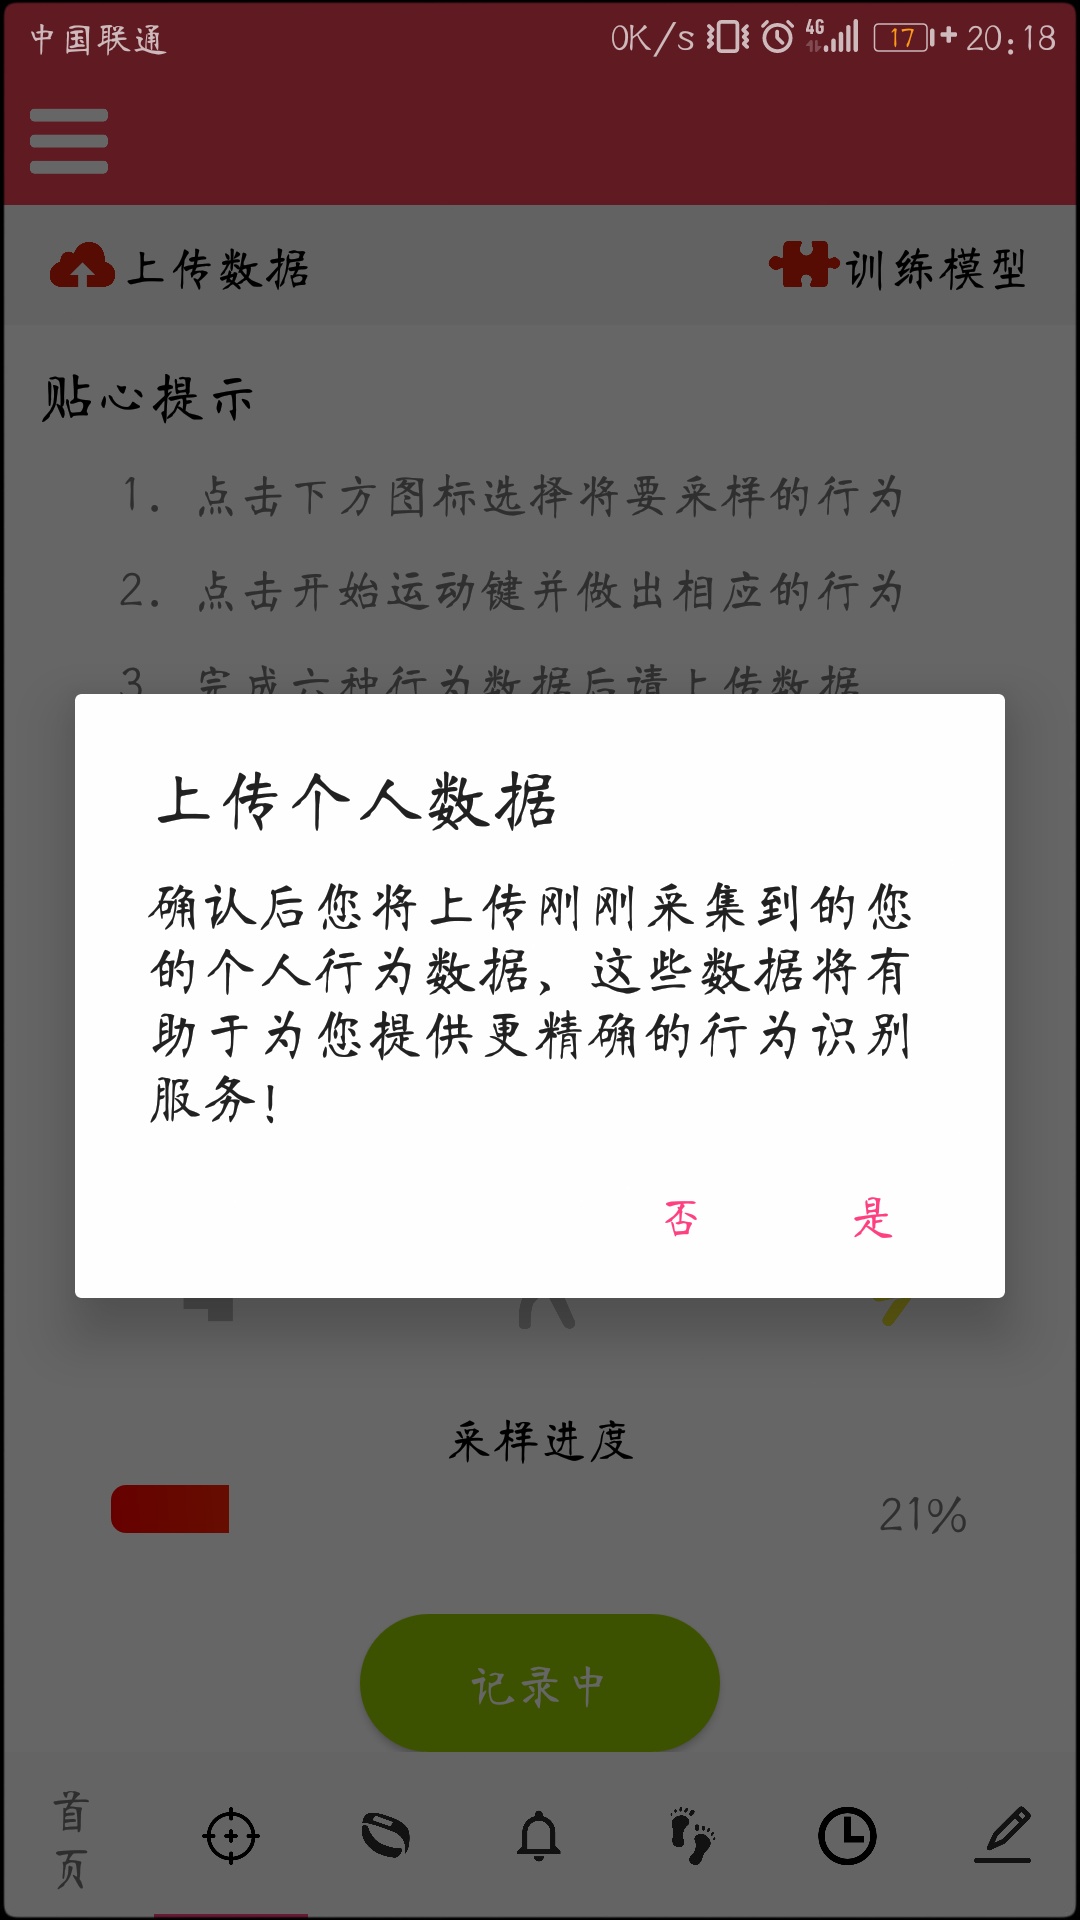 中国联通 0K/s 4G 17 20:18
上传数据 训练模型
贴心提示
1. 点击下方图标选择将要采样的行为
2. 点击开始运动键并做出相应的行为
3. 完成六种行为数据后请上传数据
上传个人数据
确认后您将上传刚刚采集到的您
的个人行为数据，这些数据将有
助于为您提供更精确的行为识别
服务！
否 是
采样进度
21%
记录中
首
页